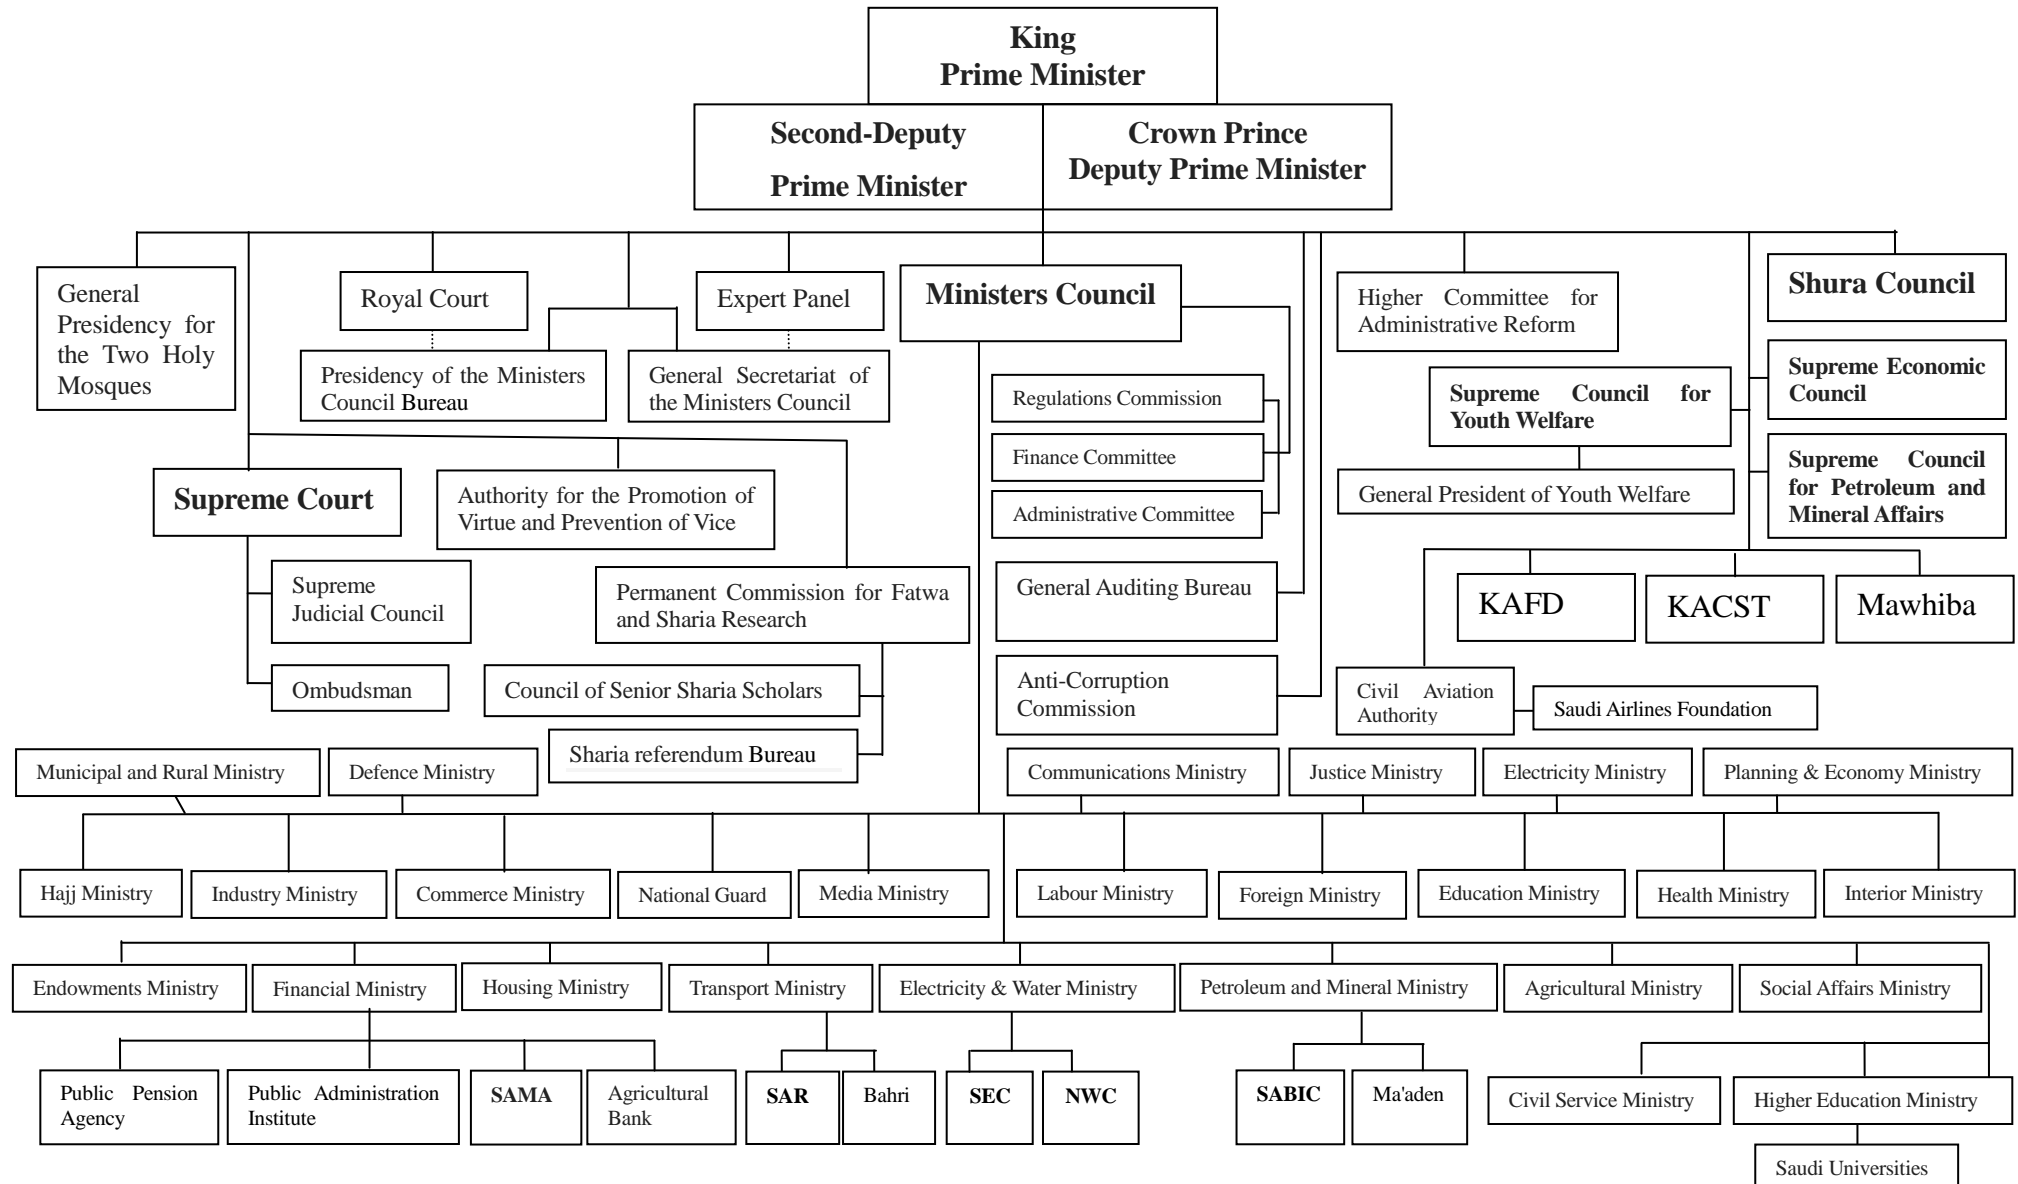 King
Prime Minister
Second-Deputy
Prime Minister
Crown Prince
Deputy Prime Minister
General
Presidency for
the Two Holy
Mosques
Royal Court
Expert Panel
Ministers Council
Higher Committee for
Administrative Reform
Shura Council
Presidency of the Ministers
Council Bureau
General Secretariat of
the Ministers Council
Regulations Commission
Finance Committee
Administrative Committee
Supreme Council for
Youth Welfare
Supreme Economic
Council
Supreme Council
for Petroleum and
Mineral Affairs
General President of Youth Welfare
Supreme Court
Authority for the Promotion of
Virtue and Prevention of Vice
Supreme
Judicial Council
Permanent Commission for Fatwa
and Sharia Research
General Auditing Bureau
KAFD
KACST
Mawhiba
Ombudsman
Council of Senior Sharia Scholars
Anti-Corruption
Commission
Civil Aviation
Authority
Saudi Airlines Foundation
Sharia referendum Bureau
Municipal and Rural Ministry
Defence Ministry
Communications Ministry
Justice Ministry
Electricity Ministry
Planning & Economy Ministry
Hajj Ministry
Industry Ministry
Commerce Ministry
National Guard
Media Ministry
Labour Ministry
Foreign Ministry
Education Ministry
Health Ministry
Interior Ministry
Endowments Ministry
Financial Ministry
Housing Ministry
Transport Ministry
Electricity & Water Ministry
Petroleum and Mineral Ministry
Agricultural Ministry
Social Affairs Ministry
Public Pension
Agency
Public Administration
Institute
SAMA
Agricultural
Bank
SAR
Bahri
SEC
NWC
SABIC
Ma'aden
Civil Service Ministry
Higher Education Ministry
Saudi Universities